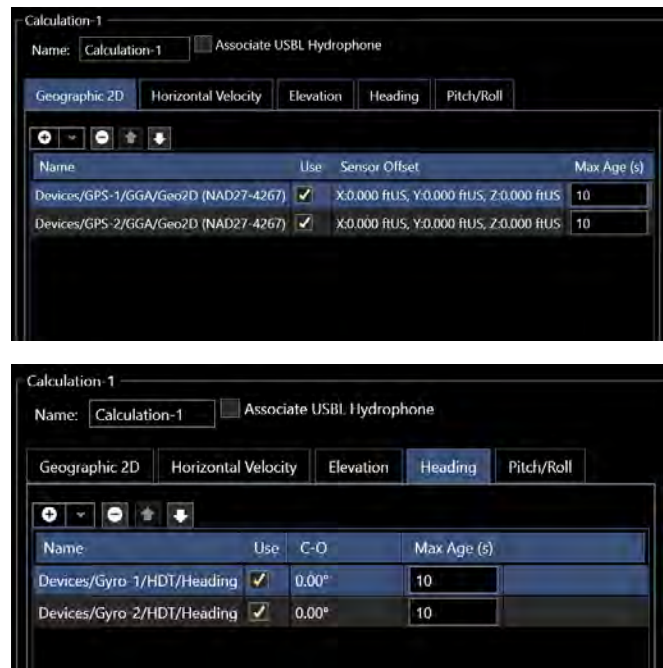 Calculation-1
Name: Calculation-1 Associate USBL Hydrophone
Geographic 2D Horizontal Velocity Elevation Heading Pitch/Roll
Name Use Sensor Offset Max Age (s)
Devices/GPS-1/GGA/Geo2D (NAD27-4267) X:0.000 ftUS, Y:0.000 ftUS, Z:0.000 ftUS 10
Devices/GPS-2/GGA/Geo2D (NAD27-4267) X:0.000 ftUS, Y:0.000 ftUS, Z:0.000 ftUS 10
Calculation-1
Name: Calculation-1 Associate USBL Hydrophone
Geographic 2D Horizontal Velocity Elevation Heading Pitch/Roll
Name Use C-O Max Age (s)
Devices/Gyro-1/HDT/Heading 0.00° 10
Devices/Gyro-2/HDT/Heading 0.00° 10